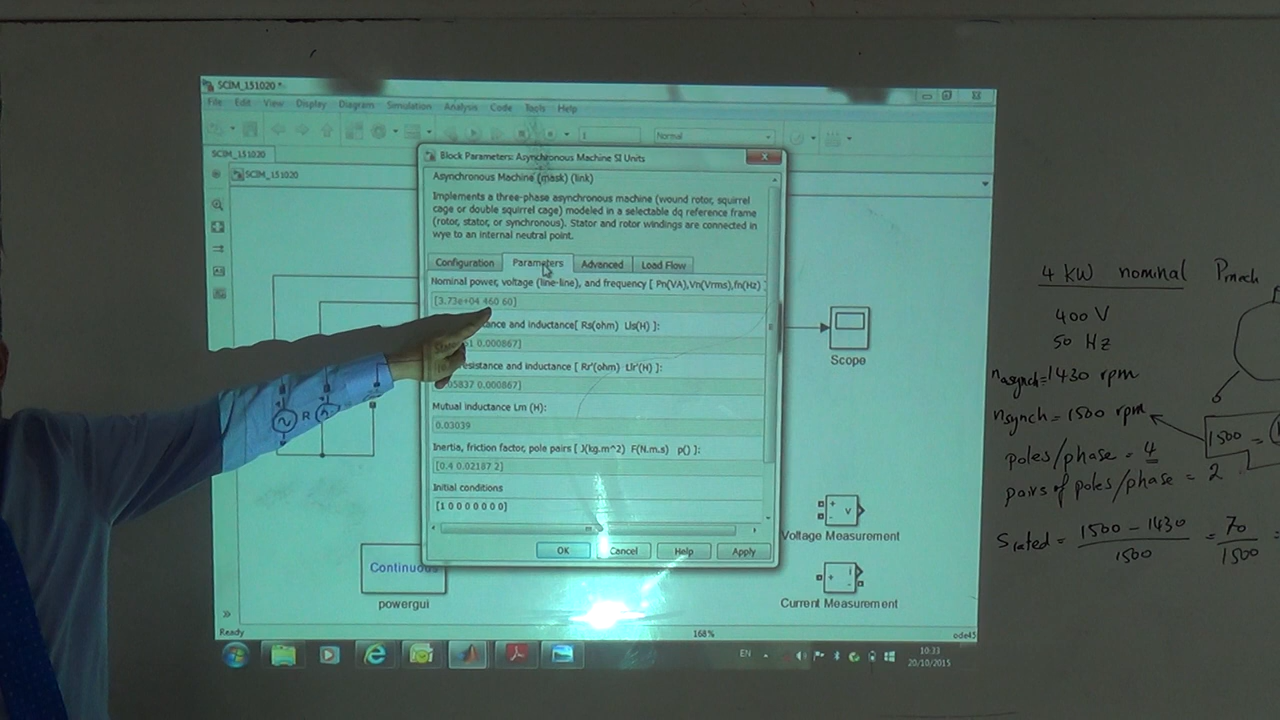 SCIM_151020 *
File Edit View Display Diagram Simulation Analysis Code Tools Help
1 Normal
SCIM_151020
SCIM_151020
Block Parameters: Asynchronous Machine SI Units
Asynchronous Machine (mask) (link)
Implements a three-phase asynchronous machine (wound rotor, squirrel
cage or double squirrel cage) modeled in a selectable dq reference frame
(rotor, stator, or synchronous). Stator and rotor windings are connected in
wye to an internal neutral point.
Configuration Parameters Advanced Load Flow
Nominal power, voltage (line-line), and frequency [ Pn(VA),Vn(Vrms),fn(Hz)
[3.73e+04 460 60]
and inductance[ Rs(ohm) Lls(H) ]:
0.000867]
resistance and inductance [ Rr'(ohm) Llr'(H) ]:
0.000867]
Mutual inductance Lm (H):
0.03039
Inertia, friction factor, pole pairs [ J(kg.m^2) F(N.m.s) p() ]:
[0.4 0.02187 2]
Initial conditions
[1 0 0 0 0 0 0 0]
OK Cancel Help Apply
R
Scope
Voltage Measurement
Current Measurement
Continuous
powergui
Ready 168% ode45
EN 10:33
20/10/2015
4 KW nominal Pmech
400 V
50 Hz
nasynch=1430 rpm
nsynch = 1500 rpm
1500 =
poles/phase = 4
pairs of poles/phase = 2
Srated = (1500 - 1430)/1500 = 70/1500 =